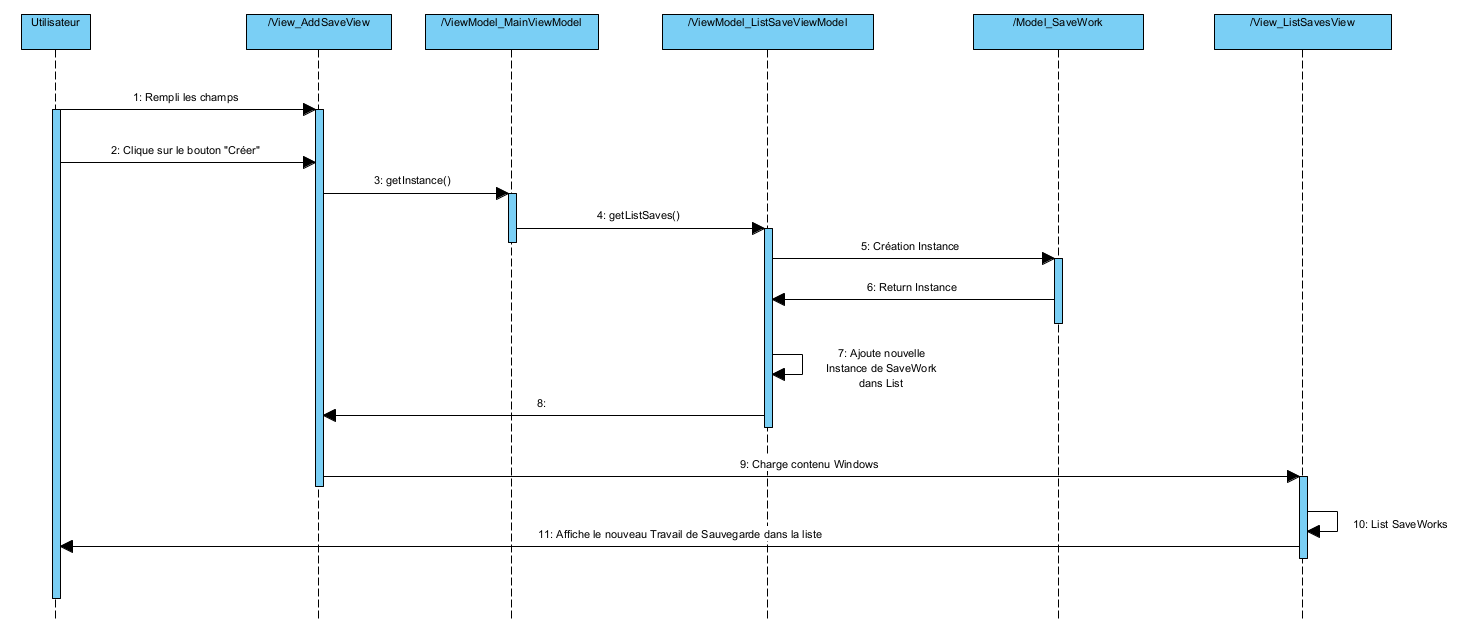 Utilisateur
/View_AddSaveView
/ViewModel_MainViewModel
/ViewModel_ListSaveViewModel
/Model_SaveWork
/View_ListSavesView
1: Rempli les champs
2: Clique sur le bouton "Créer"
3: getInstance()
4: getListSaves()
5: Création Instance
6: Return Instance
7: Ajoute nouvelle
Instance de SaveWork
dans List
8:
9: Charge contenu Windows
10: List SaveWorks
11: Affiche le nouveau Travail de Sauvegarde dans la liste